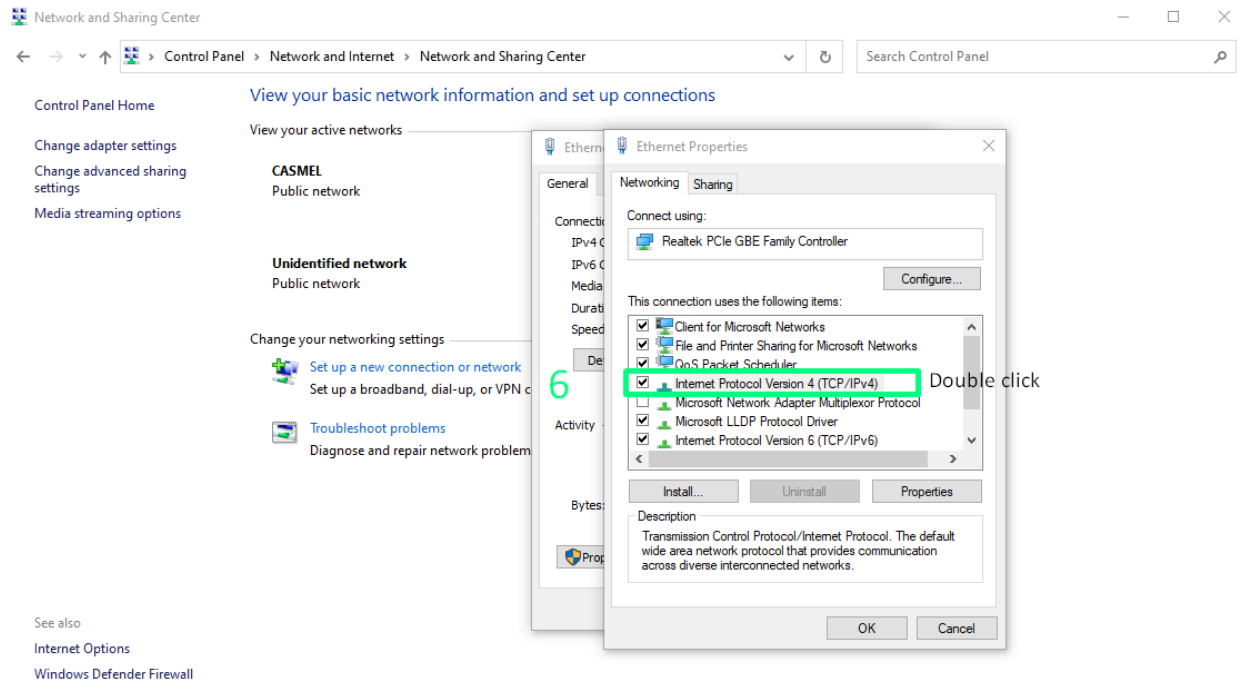 Network and Sharing Center
Control Panel > Network and Internet > Network and Sharing Center
Search Control Panel
Control Panel Home
Change adapter settings
Change advanced sharing
settings
Media streaming options
See also
Internet Options
Windows Defender Firewall
View your basic network information and set up connections
View your active networks
CASMEL
Public network
Unidentified network
Public network
Change your networking settings
Set up a new connection or network
Set up a broadband, dial-up, or VPN c
Troubleshoot problems
Diagnose and repair network problem
Ethern
General
Connectio
IPv4 C
IPv6 C
Media
Durati
Speed
De
6
Activity
Bytes:
Prop
Ethernet Properties
Networking
Sharing
Connect using:
Realtek PCIe GBE Family Controller
Configure...
This connection uses the following items:
Client for Microsoft Networks
File and Printer Sharing for Microsoft Networks
QoS Packet Scheduler
Internet Protocol Version 4 (TCP/IPv4)
Double click
Microsoft Network Adapter Multiplexor Protocol
Microsoft LLDP Protocol Driver
Internet Protocol Version 6 (TCP/IPv6)
Install...
Uninstall
Properties
Description
Transmission Control Protocol/Internet Protocol. The default
wide area network protocol that provides communication
across diverse interconnected networks.
OK
Cancel